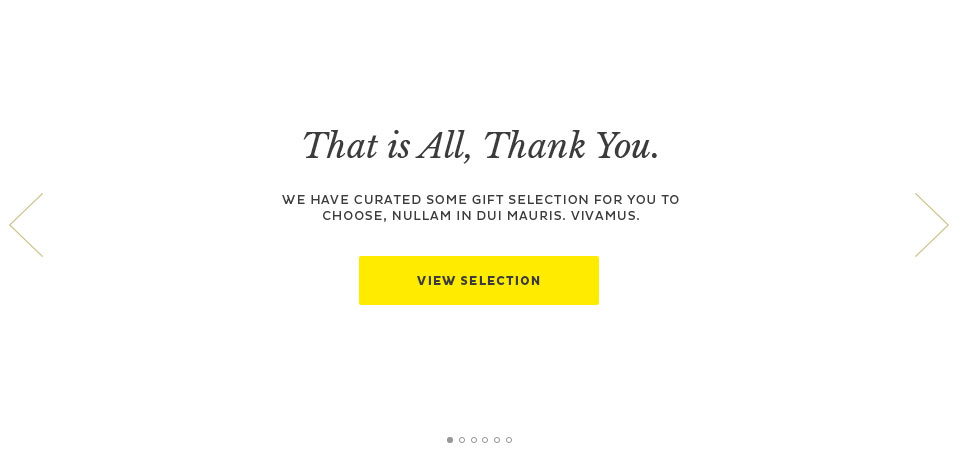 That is All, Thank You.
WE HAVE CURATED SOME GIFT SELECTION FOR YOU TO
CHOOSE, NULLAM IN DUI MAURIS. VIVAMUS.
VIEW SELECTION